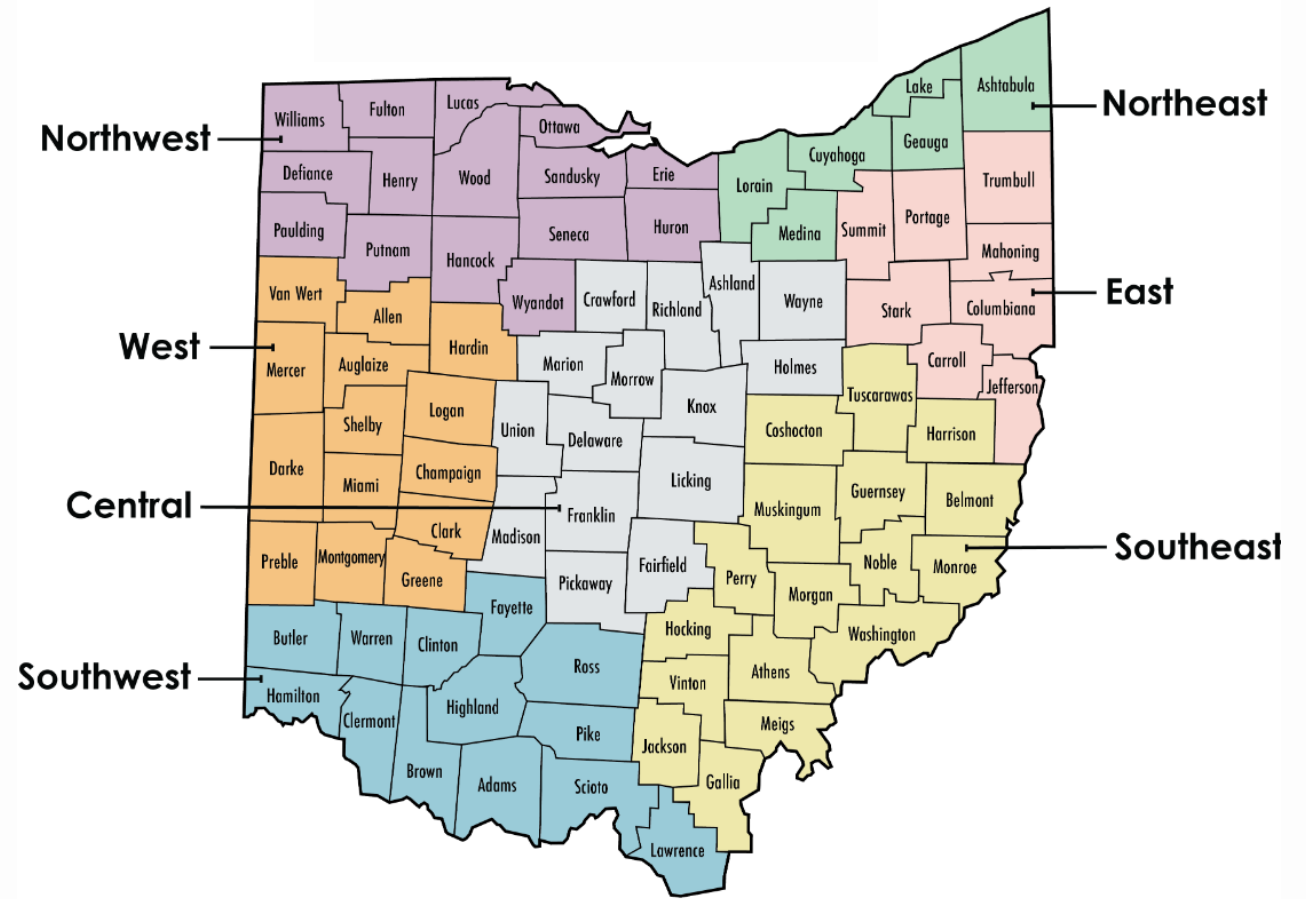 Northwest
Northeast
West
East
Central
Southeast
Southwest
Williams
Fulton
Lucas
Ottawa
Lake
Ashtabula
Geauga
Cuyahoga
Defiance
Henry
Wood
Sandusky
Erie
Lorain
Trumbull
Paulding
Putnam
Hancock
Seneca
Huron
Medina
Summit
Portage
Mahoning
Van Wert
Allen
Wyandot
Crawford
Richland
Ashland
Wayne
Stark
Columbiana
Mercer
Auglaize
Hardin
Marion
Morrow
Holmes
Carroll
Jefferson
Tuscarawas
Shelby
Logan
Union
Delaware
Knox
Coshocton
Harrison
Darke
Miami
Champaign
Licking
Muskingum
Guernsey
Belmont
Clark
Madison
Franklin
Preble
Montgomery
Greene
Pickaway
Fairfield
Perry
Morgan
Noble
Monroe
Butler
Warren
Clinton
Fayette
Hocking
Washington
Hamilton
Clermont
Highland
Ross
Vinton
Athens
Pike
Jackson
Meigs
Brown
Adams
Scioto
Gallia
Lawrence